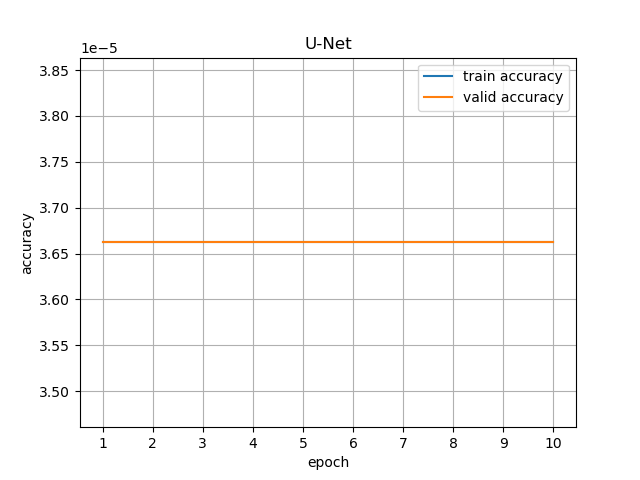 U-Net
1e−5
train accuracy
valid accuracy
3.85
3.80
3.75
3.70
3.65
3.60
3.55
3.50
accuracy
1 2 3 4 5 6 7 8 9 10
epoch